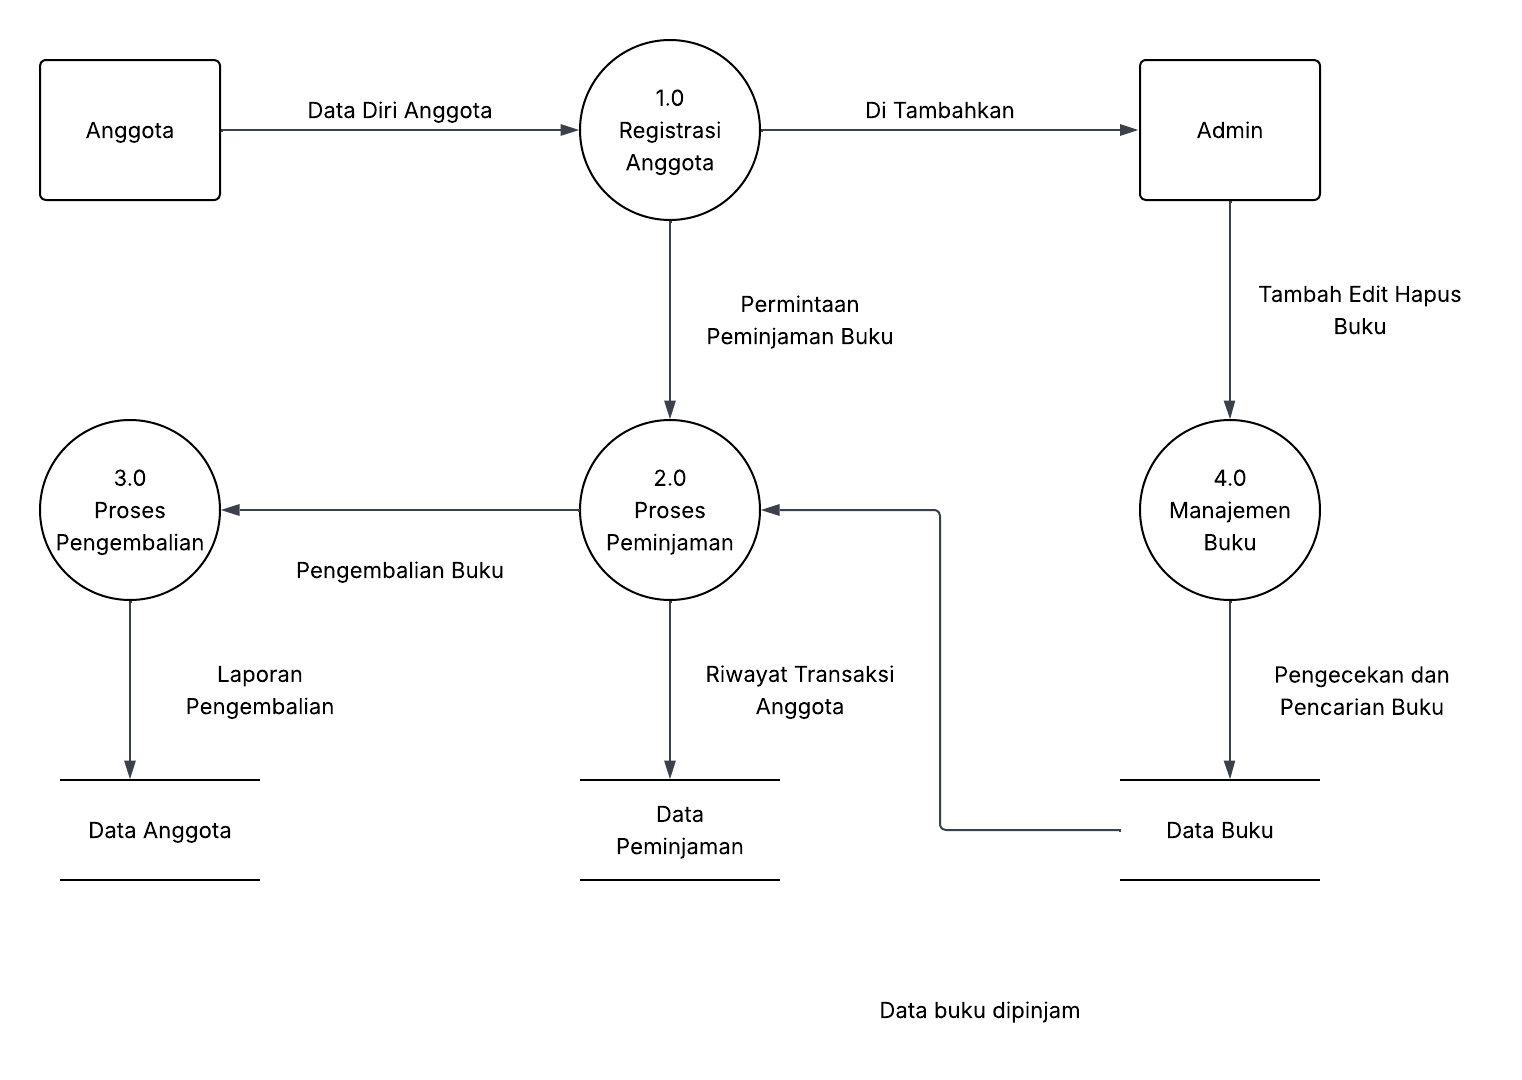 Anggota
Data Diri Anggota
1.0
Registrasi
Anggota
Di Tambahkan
Admin
Permintaan
Peminjaman Buku
Tambah Edit Hapus
Buku
3.0
Proses
Pengembalian
Pengembalian Buku
2.0
Proses
Peminjaman
4.0
Manajemen
Buku
Laporan
Pengembalian
Riwayat Transaksi
Anggota
Pengecekan dan
Pencarian Buku
Data Anggota
Data
Peminjaman
Data Buku
Data buku dipinjam